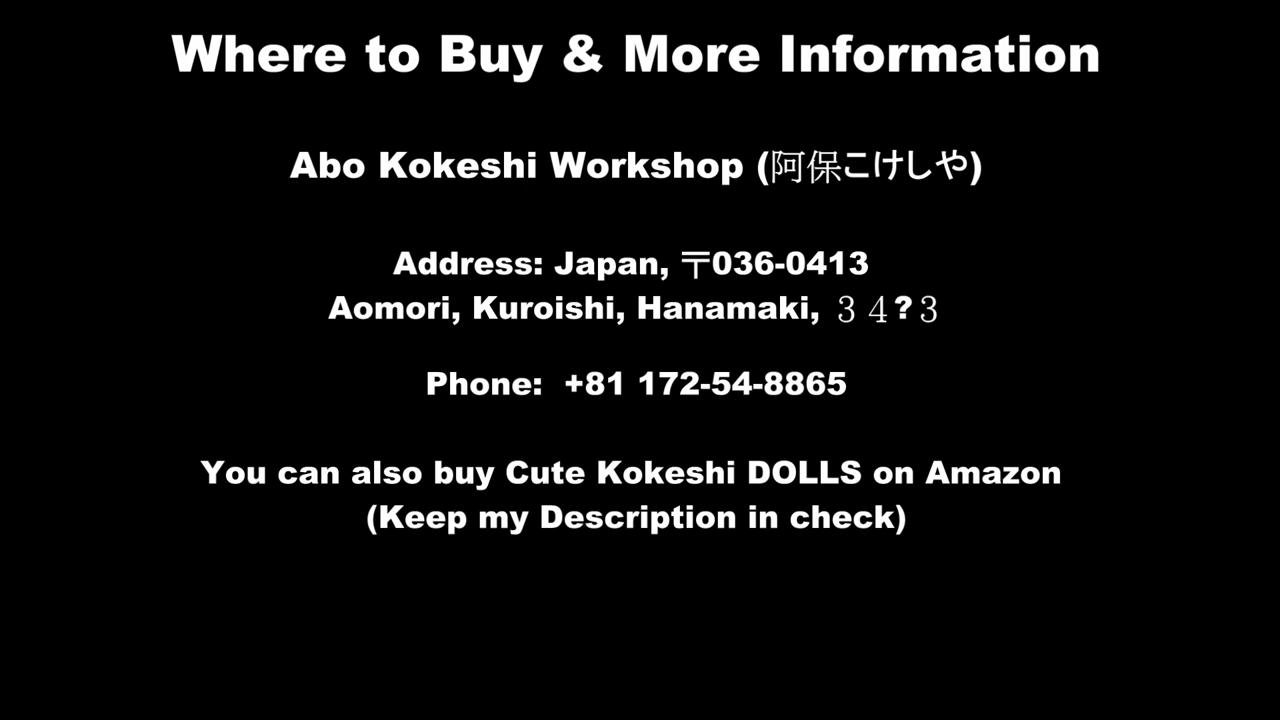 Where to Buy & More Information
Abo Kokeshi Workshop (阿保こけしや)
Address: Japan, 〒036-0413
Aomori, Kuroishi, Hanamaki, ３４?３
Phone: +81 172-54-8865
You can also buy Cute Kokeshi DOLLS on Amazon
(Keep my Description in check)